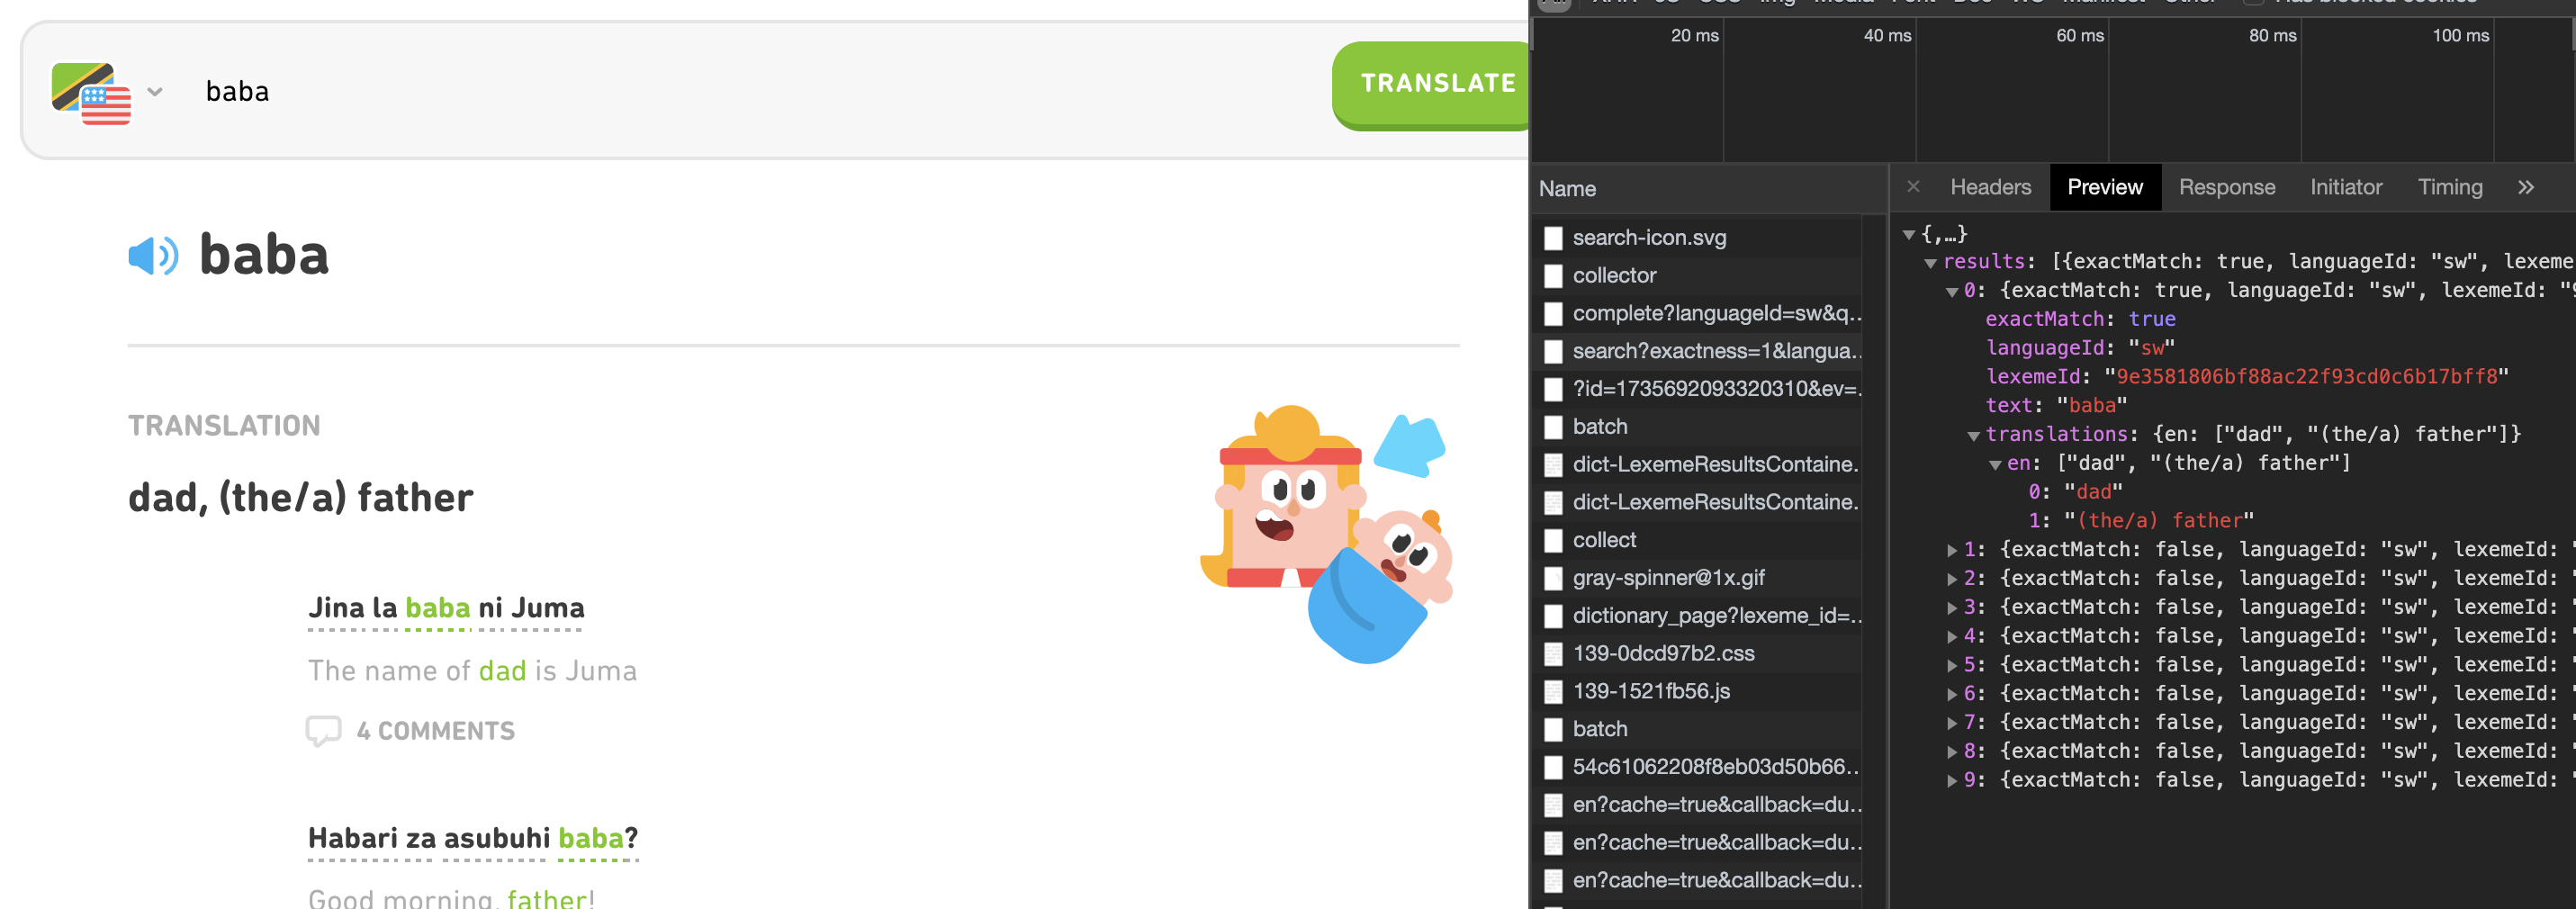 baba
TRANSLATE
baba
TRANSLATION
dad, (the/a) father
Jina la baba ni Juma
The name of dad is Juma
4 COMMENTS
Habari za asubuhi baba?
Good morning, father!
20 ms
40 ms
60 ms
80 ms
100 ms
Name
search-icon.svg
collector
complete?languageId=sw&q…
search?exactness=1&langua…
?id=1735692093320310&ev=…
batch
dict-LexemeResultsContaine…
dict-LexemeResultsContaine…
collect
gray-spinner@1x.gif
dictionary_page?lexeme_id=…
139-0dcd97b2.css
139-1521fb56.js
batch
54c61062208f8eb03d50b66…
en?cache=true&callback=du…
en?cache=true&callback=du…
en?cache=true&callback=du…
× Headers Preview Response Initiator Timing »
{,…}
results: [{exactMatch: true, languageId: "sw", lexeme
0: {exactMatch: true, languageId: "sw", lexemeId: "9
exactMatch: true
languageId: "sw"
lexemeId: "9e3581806bf88ac22f93cd0c6b17bff8"
text: "baba"
translations: {en: ["dad", "(the/a) father"]}
en: ["dad", "(the/a) father"]
0: "dad"
1: "(the/a) father"
1: {exactMatch: false, languageId: "sw", lexemeId: "
2: {exactMatch: false, languageId: "sw", lexemeId: "
3: {exactMatch: false, languageId: "sw", lexemeId: "
4: {exactMatch: false, languageId: "sw", lexemeId: "
5: {exactMatch: false, languageId: "sw", lexemeId: "
6: {exactMatch: false, languageId: "sw", lexemeId: "
7: {exactMatch: false, languageId: "sw", lexemeId: "
8: {exactMatch: false, languageId: "sw", lexemeId: "
9: {exactMatch: false, languageId: "sw", lexemeId: "